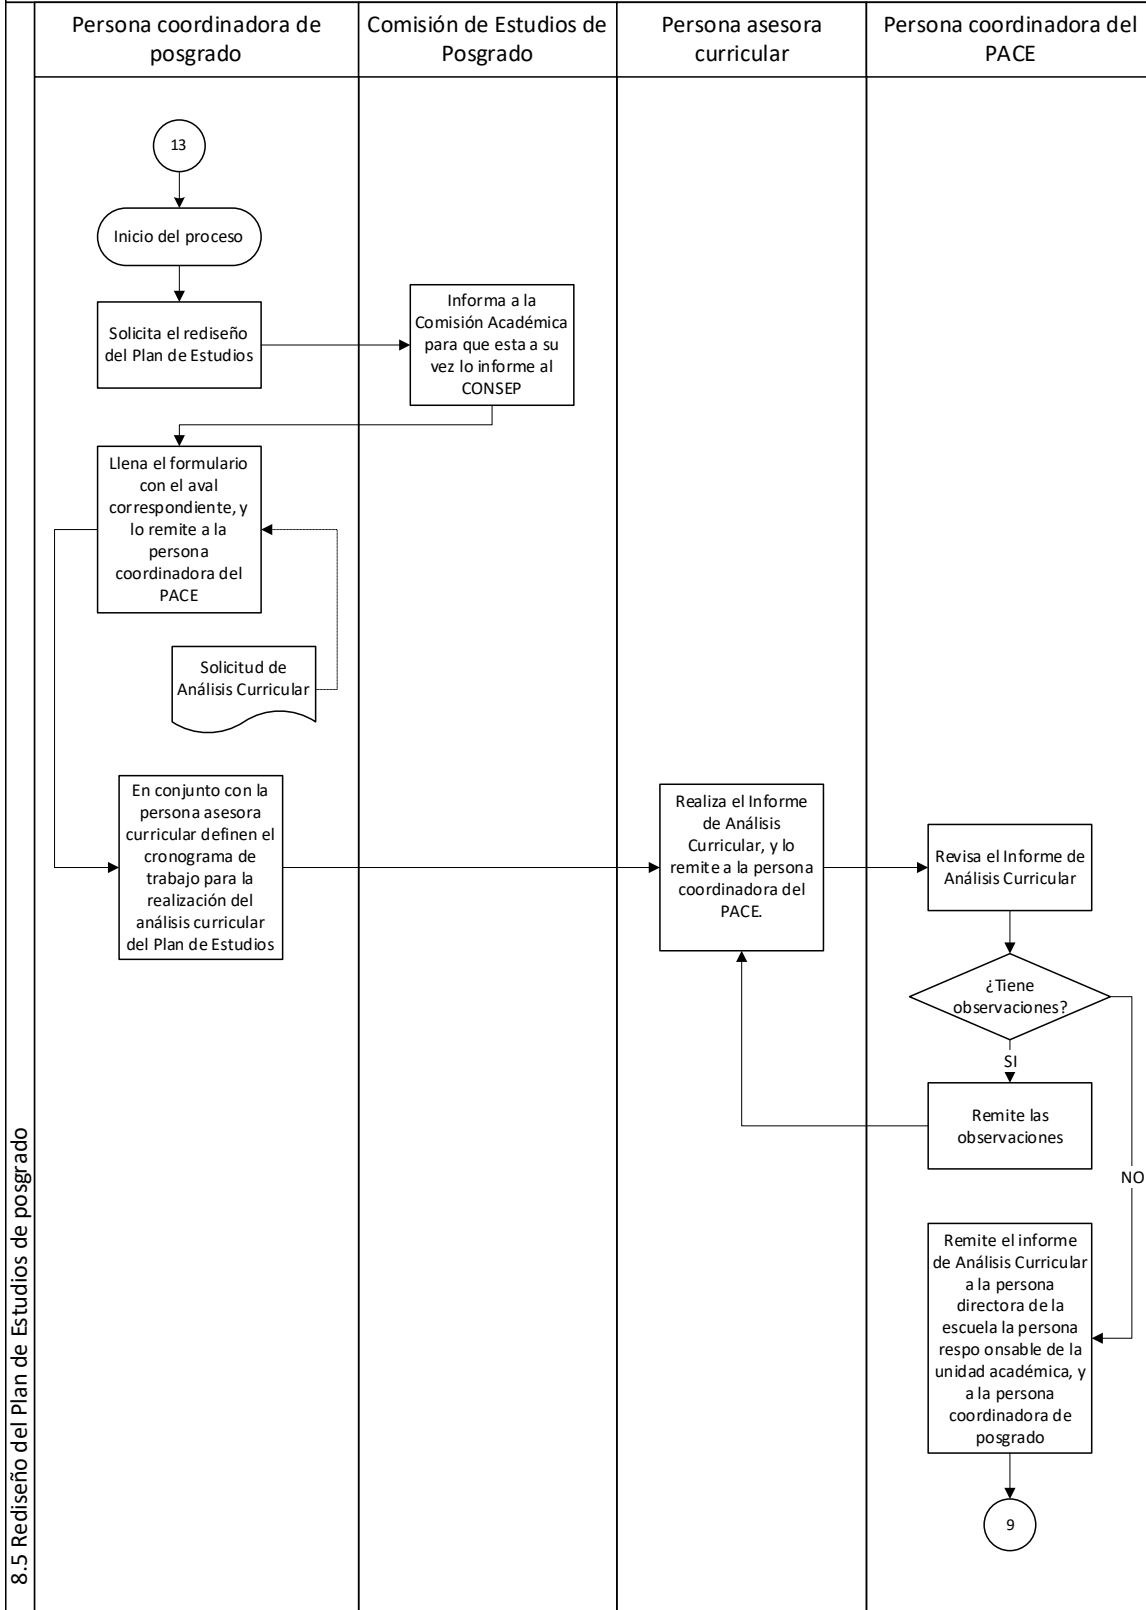 Persona coordinadora de
posgrado
Comisión de Estudios de
Posgrado
Persona asesora
curricular
Persona coordinadora del
PACE
8.5 Rediseño del Plan de Estudios de posgrado
13
Inicio del proceso
Solicita el rediseño
del Plan de Estudios
Informa a la
Comisión Académica
para que esta a su
vez lo informe al
CONSEP
Llena el formulario
con el aval
correspondiente, y
lo remite a la
persona
coordinadora del
PACE
Solicitud de
Análisis Curricular
En conjunto con la
persona asesora
curricular definen el
cronograma de
trabajo para la
realización del
análisis curricular
del Plan de Estudios
Realiza el Informe
de Análisis
Curricular, y lo
remite a la persona
coordinadora del
PACE.
Revisa el Informe de
Análisis Curricular
¿Tiene
observaciones?
SI
Remite las
observaciones
NO
Remite el informe
de Análisis Curricular
a la persona
directora de la
escuela la persona
respo onsable de la
unidad académica, y
a la persona
coordinadora de
posgrado
9